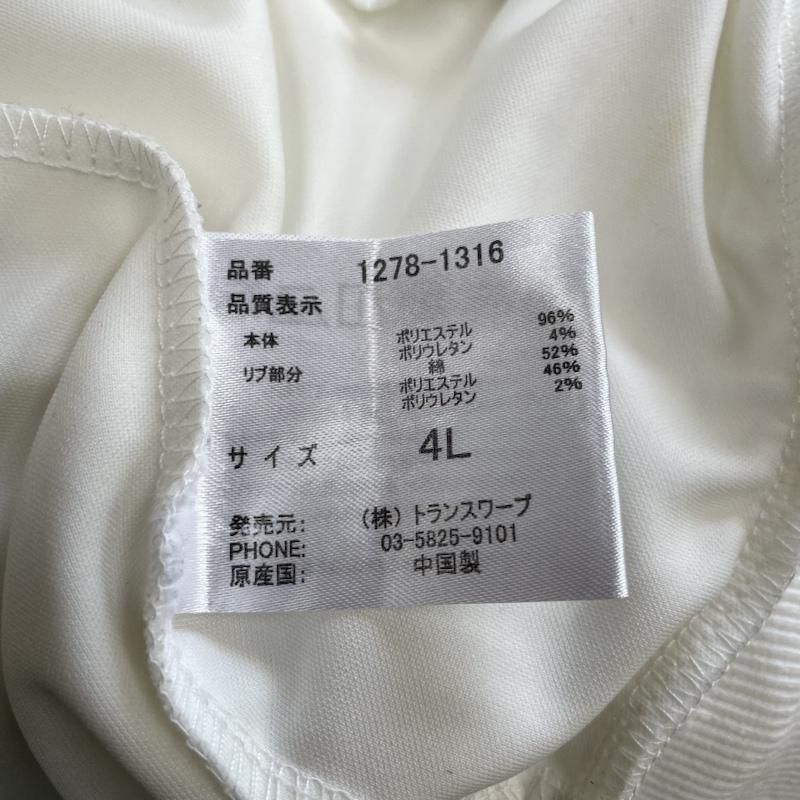 品番 1278-1316
品質表示
本体 ポリエステル 96%
ポリウレタン 4%
リブ部分 綿 52%
ポリエステル 46%
ポリウレタン 2%
サイズ 4L
発売元: (株)トランスワープ
PHONE: 03-5825-9101
原産国: 中国製